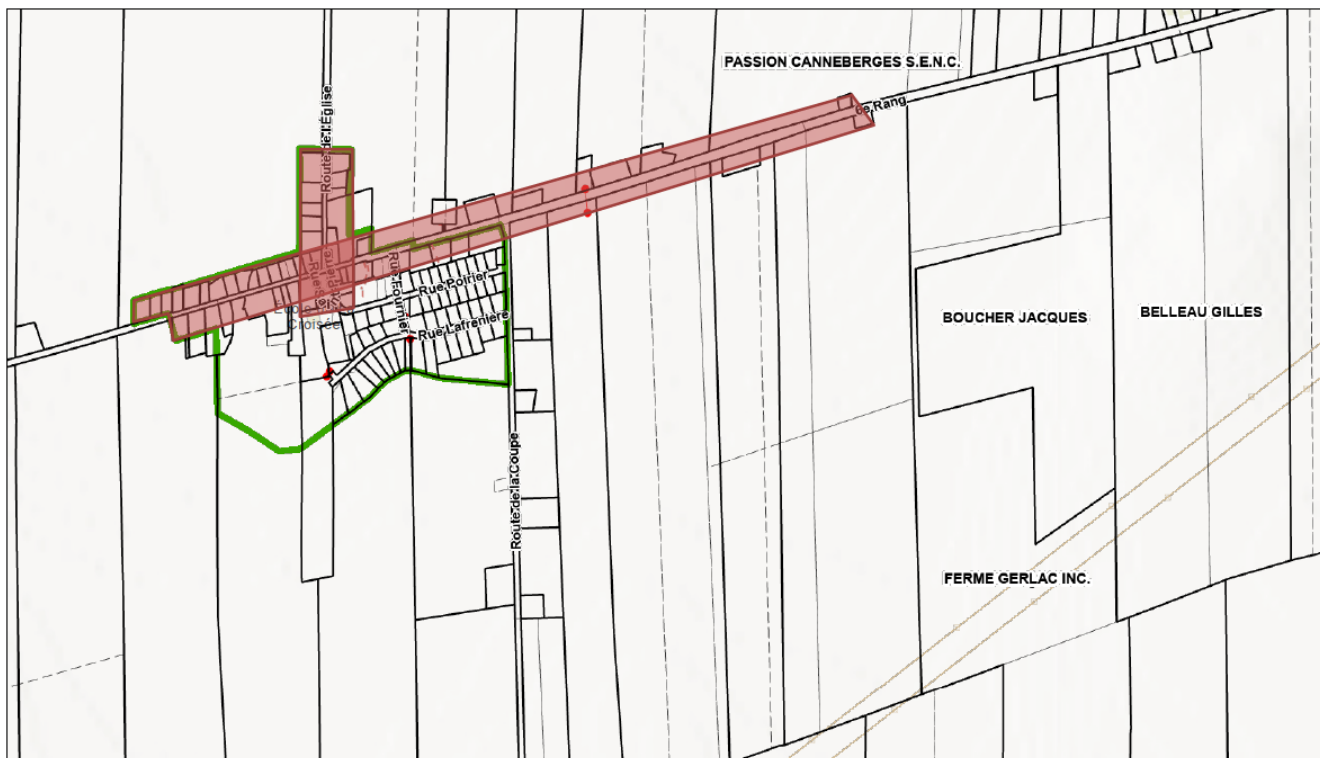 PASSION CANNEBERGES S.E.N.C.
6e Rang
Route de l'Église
Rue Fournier
Rue Poirier
Rue Lafrenière
Croisée
BOUCHER JACQUES
BELLEAU GILLES
Route de la Coupe
FERME GERLAC INC.